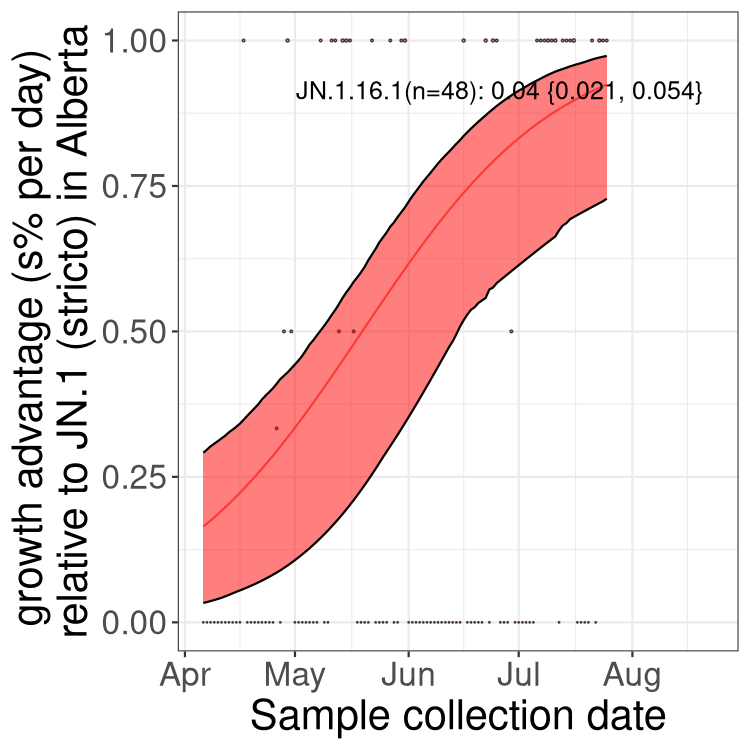 growth advantage (s% per day)
relative to JN.1 (stricto) in Alberta
1.00
0.75
0.50
0.25
0.00
JN.1.16.1(n=48): 0.04 {0.021, 0.054}
Apr May Jun Jul Aug
Sample collection date